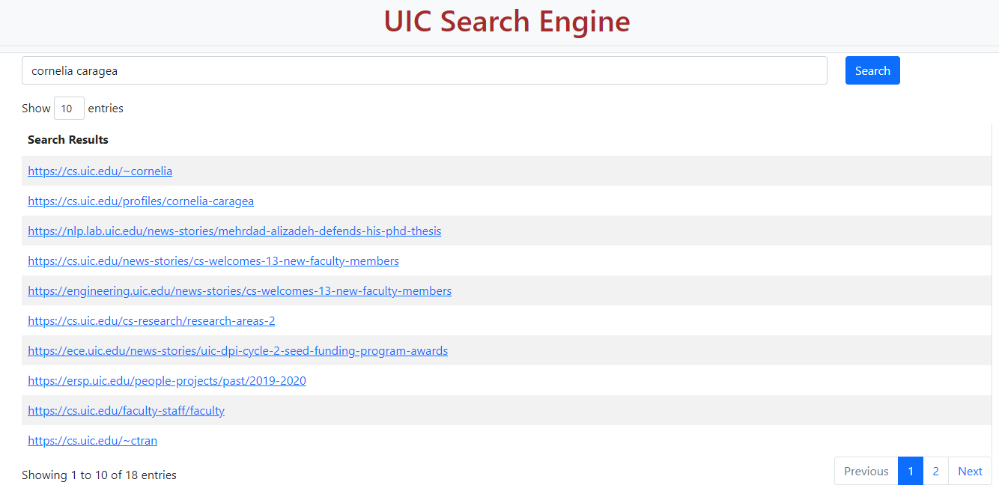 UIC Search Engine
cornelia caragea
Search
Show 10 entries
Search Results
https://cs.uic.edu/~cornelia
https://cs.uic.edu/profiles/cornelia-caragea
https://nlp.lab.uic.edu/news-stories/mehrdad-alizadeh-defends-his-phd-thesis
https://cs.uic.edu/news-stories/cs-welcomes-13-new-faculty-members
https://engineering.uic.edu/news-stories/cs-welcomes-13-new-faculty-members
https://cs.uic.edu/cs-research/research-areas-2
https://ece.uic.edu/news-stories/uic-dpi-cycle-2-seed-funding-program-awards
https://ersp.uic.edu/people-projects/past/2019-2020
https://cs.uic.edu/faculty-staff/faculty
https://cs.uic.edu/~ctran
Showing 1 to 10 of 18 entries
Previous 1 2 Next